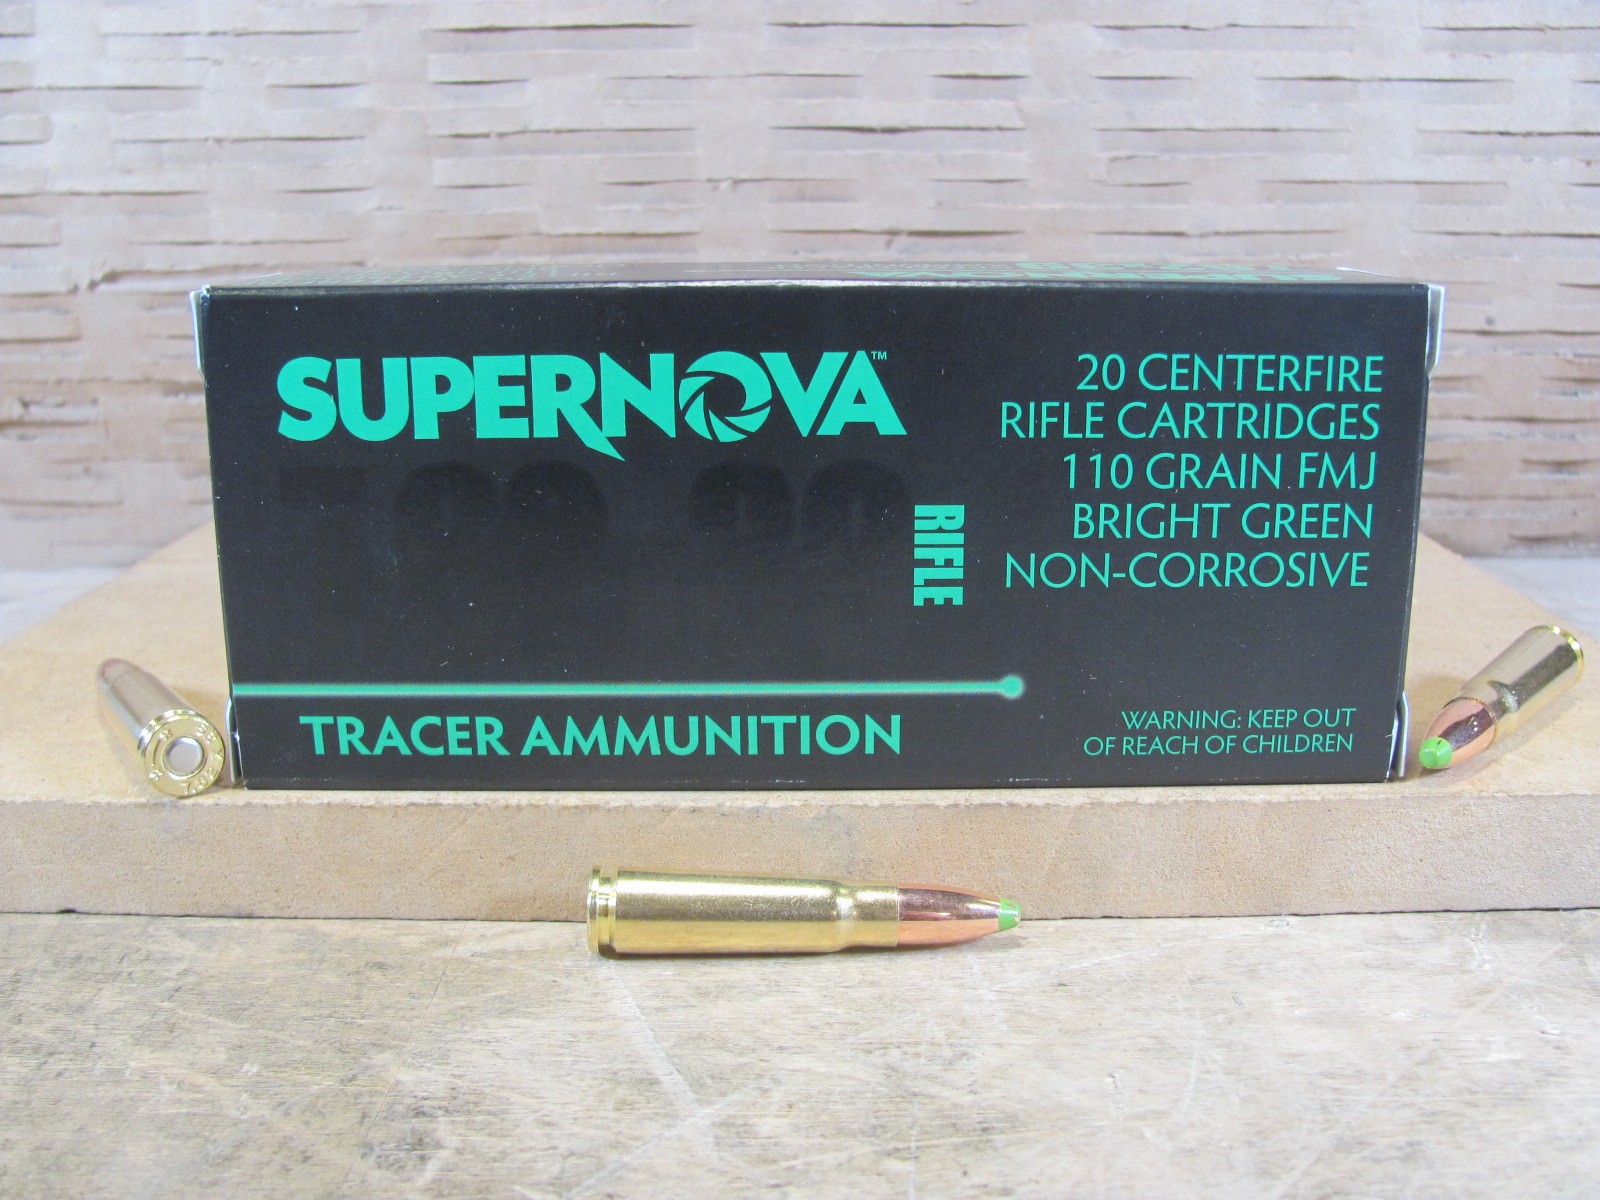 SUPERNOVA™
RIFLE
20 CENTERFIRE
RIFLE CARTRIDGES
110 GRAIN FMJ
BRIGHT GREEN
NON-CORROSIVE
TRACER AMMUNITION
WARNING: KEEP OUT
OF REACH OF CHILDREN
SUPERNOVA